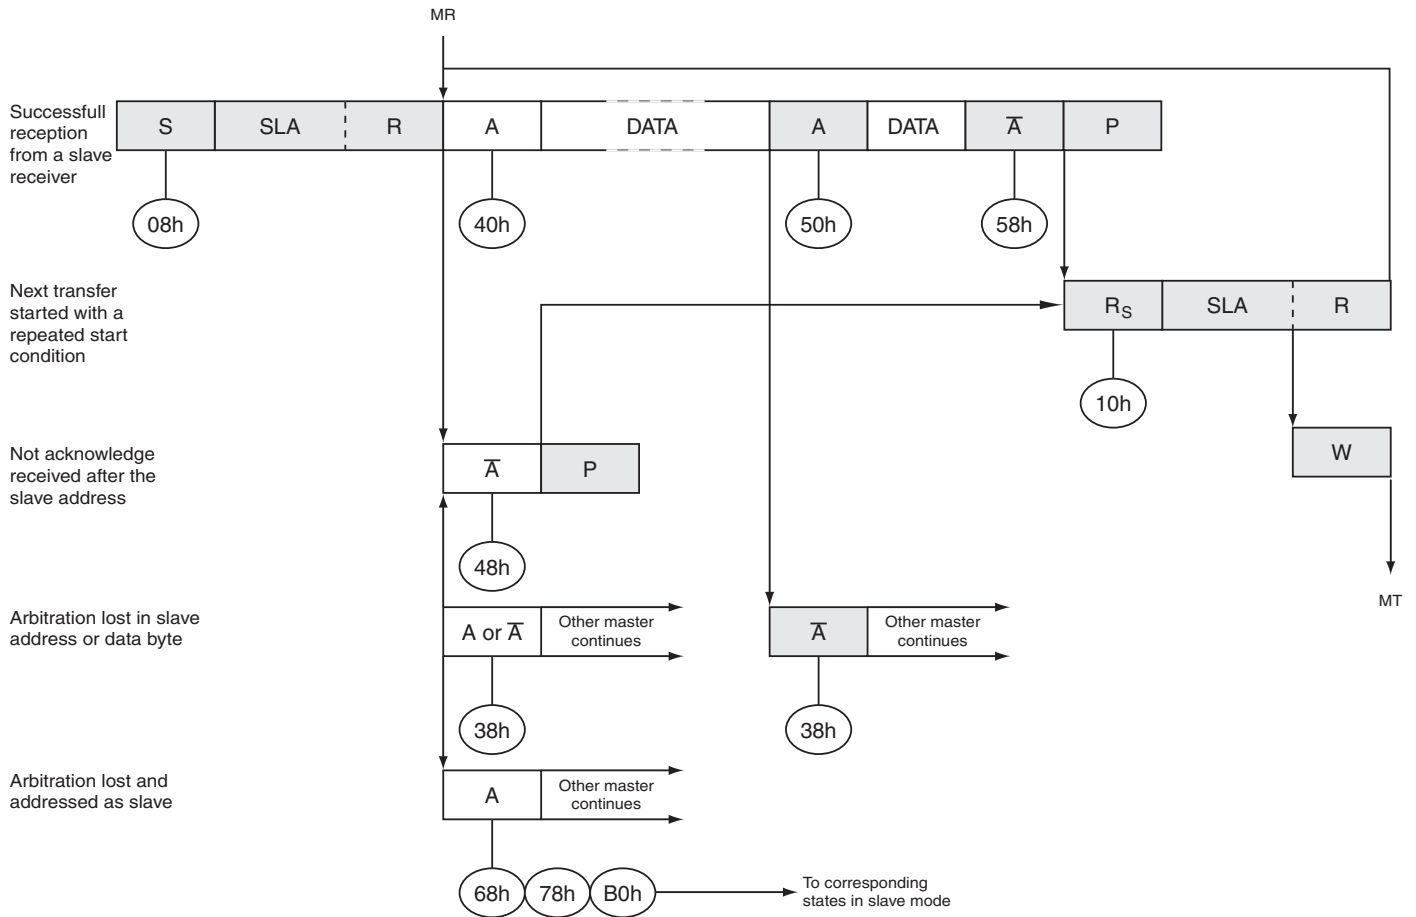 MR
Successfull
reception
from a slave
receiver
S SLA R A DATA A DATA A̅ P
08h 40h 50h 58h
Next transfer
started with a
repeated start
condition
RS SLA R
10h
W
MT
Not acknowledge
received after the
slave address
A̅ P
48h
Arbitration lost in slave
address or data byte
A or A̅
Other master
continues
38h
A̅
Other master
continues
38h
Arbitration lost and
addressed as slave
A
Other master
continues
68h 78h B0h
To corresponding
states in slave mode